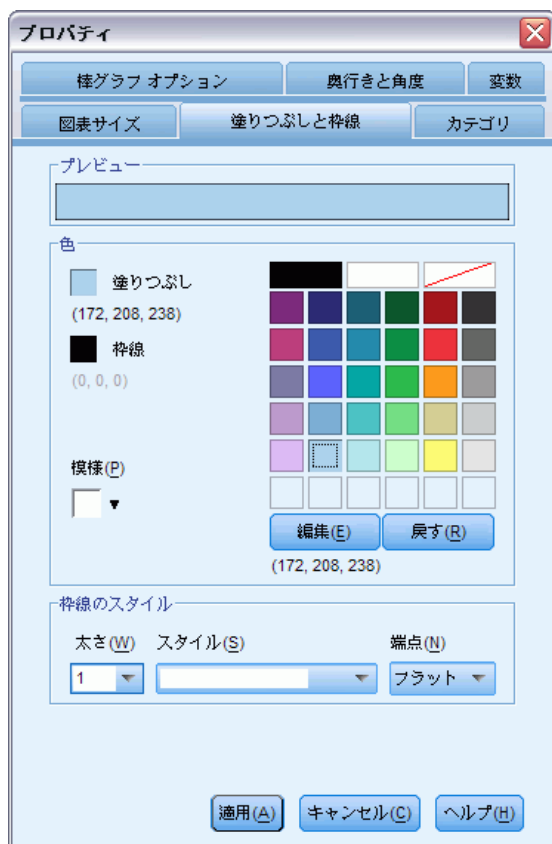 プロパティ
棒グラフ オプション 奥行きと角度 変数
図表サイズ 塗りつぶしと枠線 カテゴリ
プレビュー
色
塗りつぶし
(172, 208, 238)
枠線
(0, 0, 0)
模様(P)
編集(E) 戻す(R)
(172, 208, 238)
枠線のスタイル
太さ(W) スタイル(S) 端点(N)
1 フラット
適用(A) キャンセル(C) ヘルプ(H)